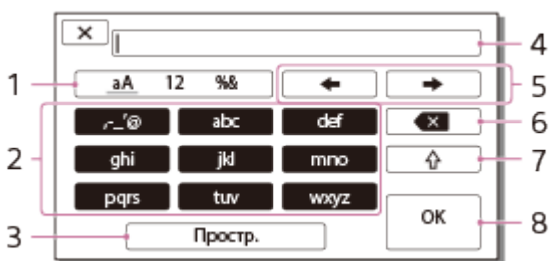 4
1 aA 12 %& 5
,-_'@ abc def 6
2 ghi jkl mno 7
pqrs tuv wxyz
3 Простр. OK 8